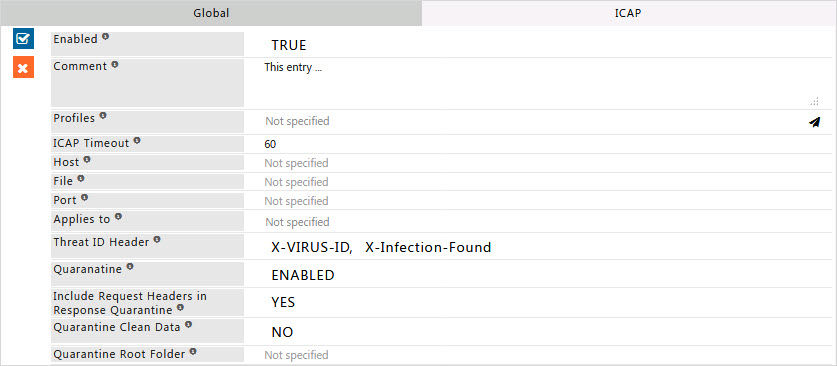 Global ICAP
Enabled TRUE
Comment This entry ...
Profiles Not specified
ICAP Timeout 60
Host Not specified
File Not specified
Port Not specified
Applies to Not specified
Threat ID Header X-VIRUS-ID, X-Infection-Found
Quaranatine ENABLED
Include Request Headers in
Response Quarantine YES
Quarantine Clean Data NO
Quarantine Root Folder Not specified